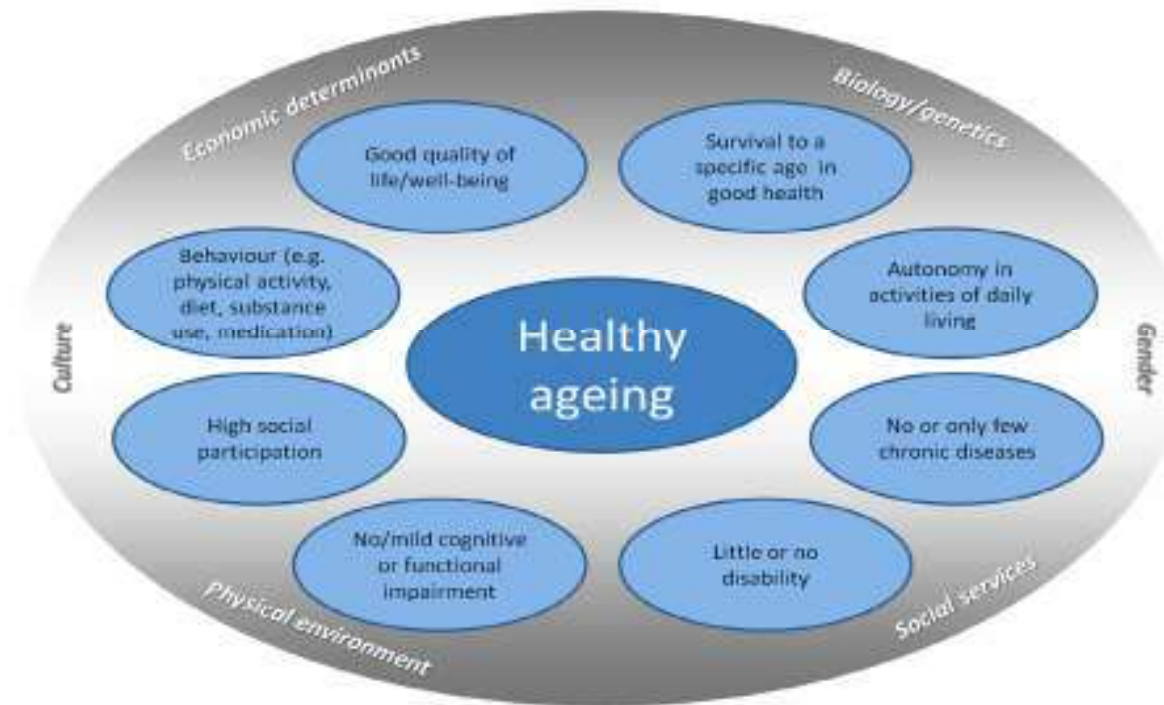 Economic determinants
Biology/genetics
Good quality of
life/well-being
Survival to a
specific age in
good health
Behaviour (e.g.
physical activity,
diet, substance
use, medication)
Autonomy in
activities of daily
living
Culture
Healthy
ageing
Gender
High social
participation
No or only few
chronic diseases
No/mild cognitive
or functional
impairment
Little or no
disability
Physical environment
Social services